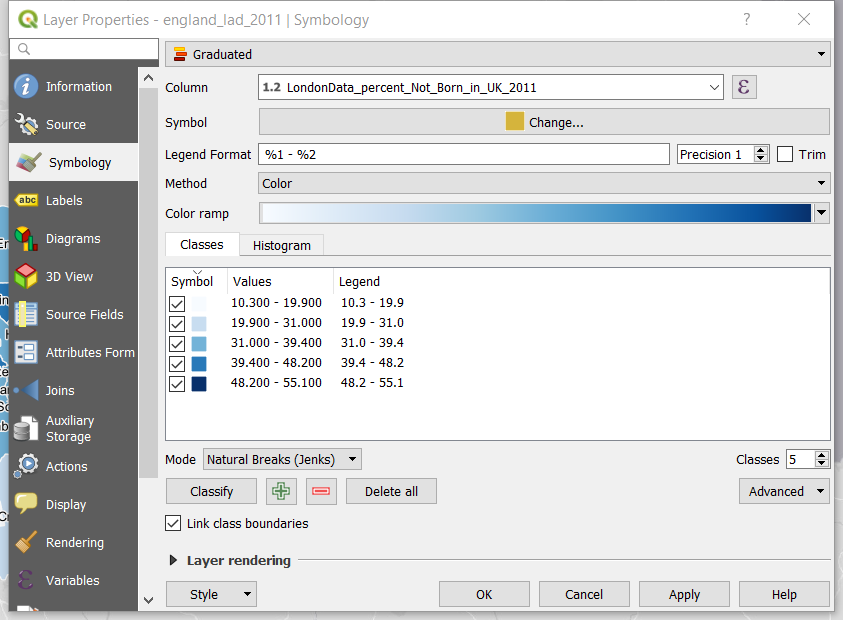 Layer Properties - england_lad_2011 | Symbology
?
Graduated
Information
Source
Symbology
Labels
Diagrams
3D View
Source Fields
Attributes Form
Joins
Auxiliary
Storage
Actions
Display
Rendering
Variables
abc
Column
1.2 LondonData_percent_Not_Born_in_UK_2011
ε
Symbol
Change...
Legend Format
%1 - %2
Precision 1
Trim
Method
Color
Color ramp
Classes
Histogram
Symbol Values Legend
10.300 - 19.900 10.3 - 19.9
19.900 - 31.000 19.9 - 31.0
31.000 - 39.400 31.0 - 39.4
39.400 - 48.200 39.4 - 48.2
48.200 - 55.100 48.2 - 55.1
Mode
Natural Breaks (Jenks)
Classes
5
Classify
Delete all
Advanced
Link class boundaries
Layer rendering
Style
OK
Cancel
Apply
Help